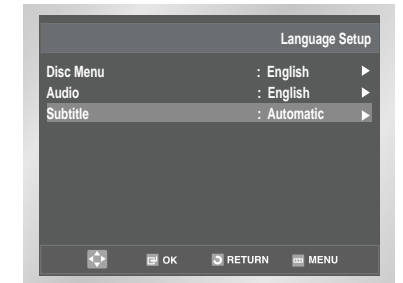 Language Setup
Disc Menu : English ►
Audio : English ►
Subtitle : Automatic ►
OK RETURN MENU